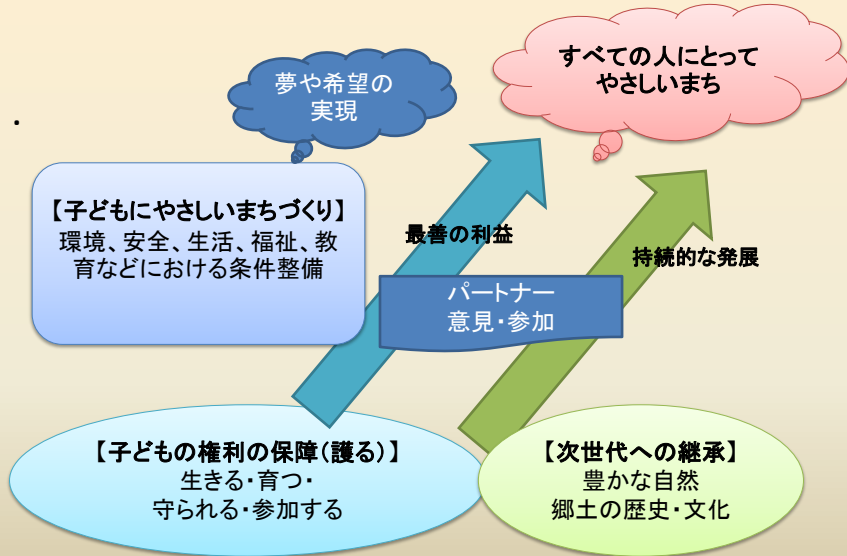 すべての人にとって
やさしいまち
夢や希望の
実現
.
【子どもにやさしいまちづくり】
環境、安全、生活、福祉、教
育などにおける条件整備
最善の利益
持続的な発展
パートナー
意見・参加
【子どもの権利の保障(護る)】
生きる・育つ・
守られる・参加する
【次世代への継承】
豊かな自然
郷土の歴史・文化